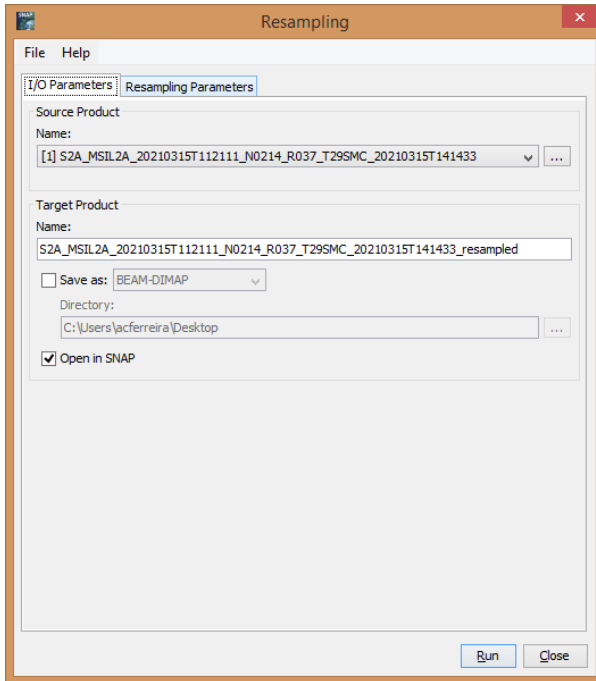 SNAP
Resampling
File Help
I/O Parameters Resampling Parameters
Source Product
Name:
[1] S2A_MSIL2A_20210315T112111_N0214_R037_T29SMC_20210315T141433 ...
Target Product
Name:
S2A_MSIL2A_20210315T112111_N0214_R037_T29SMC_20210315T141433_resampled
Save as: BEAM-DIMAP
Directory:
C:\Users\acferreira\Desktop ...
Open in SNAP
Run Close